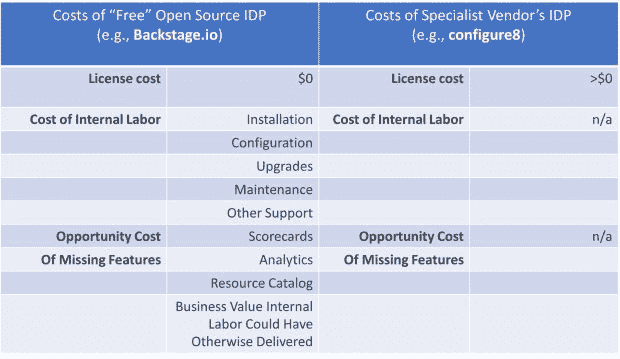 Costs of “Free” Open Source IDP
(e.g., Backstage.io)
Costs of Specialist Vendor’s IDP
(e.g., configure8)
License cost $0 License cost >$0
Cost of Internal Labor Installation Cost of Internal Labor n/a
Configuration
Upgrades
Maintenance
Other Support
Opportunity Cost Scorecards Opportunity Cost n/a
Of Missing Features Analytics Of Missing Features
Resource Catalog
Business Value Internal
Labor Could Have
Otherwise Delivered